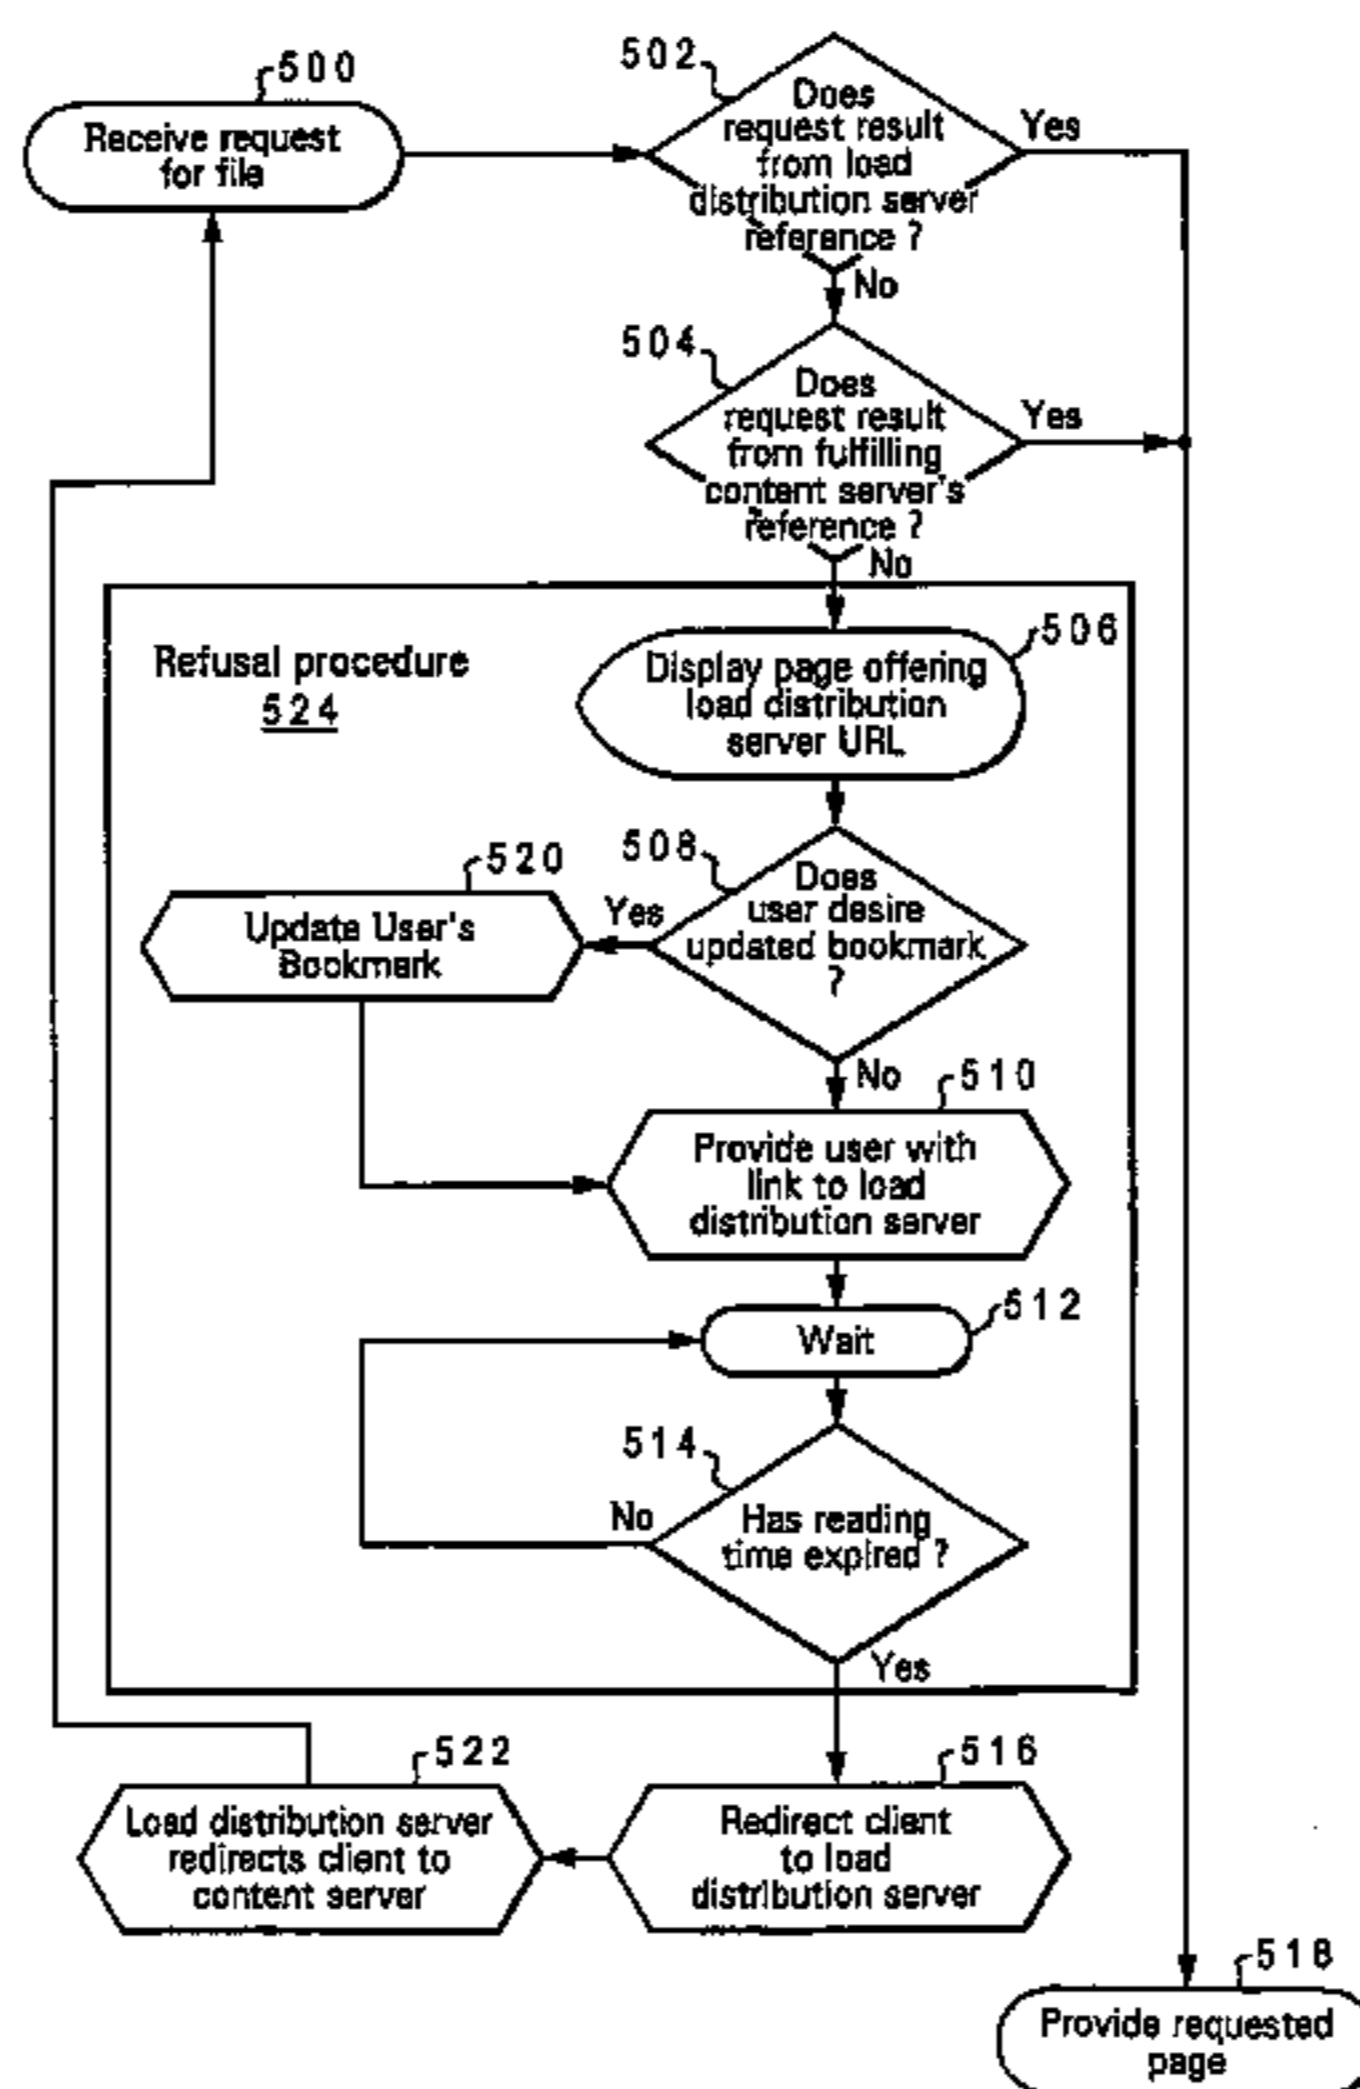 500
Receive request
for file
502
Does
request result
from load
distribution server
reference ?
Yes
No
504
Does
request result
from fulfilling
content server's
reference ?
Yes
No
Refusal procedure
524
506
Display page offering
load distribution
server URL
508
Does
user desire
updated bookmark
?
Yes
520
Update User's
Bookmark
No
510
Provide user with
link to load
distribution server
512
Wait
514
Has reading
time expired ?
No
Yes
522
Load distribution server
redirects client to
content server
516
Redirect client
to load
distribution server
518
Provide requested
page